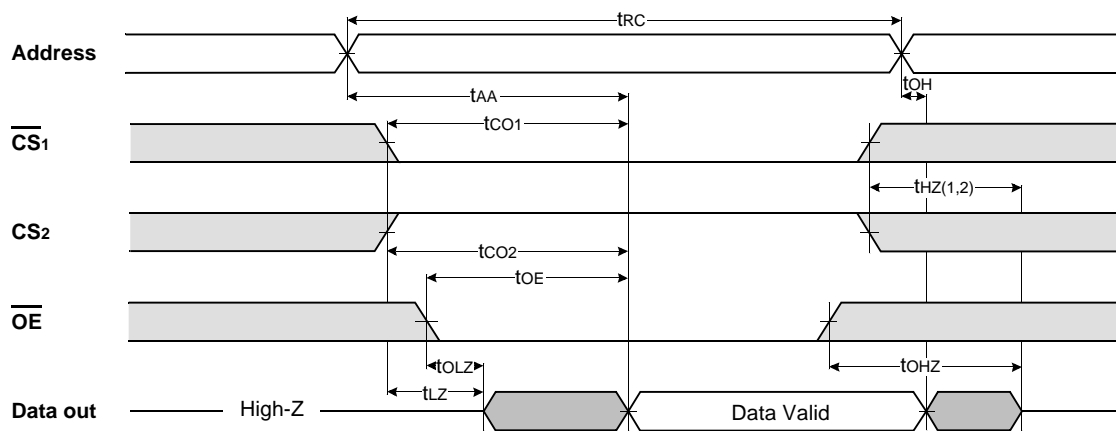 tRC
Address
tOH
tAA
tCO1
CS1
tHZ(1,2)
CS2
tCO2
tOE
OE
tOLZ
tOHZ
tLZ
Data out
High-Z
Data Valid